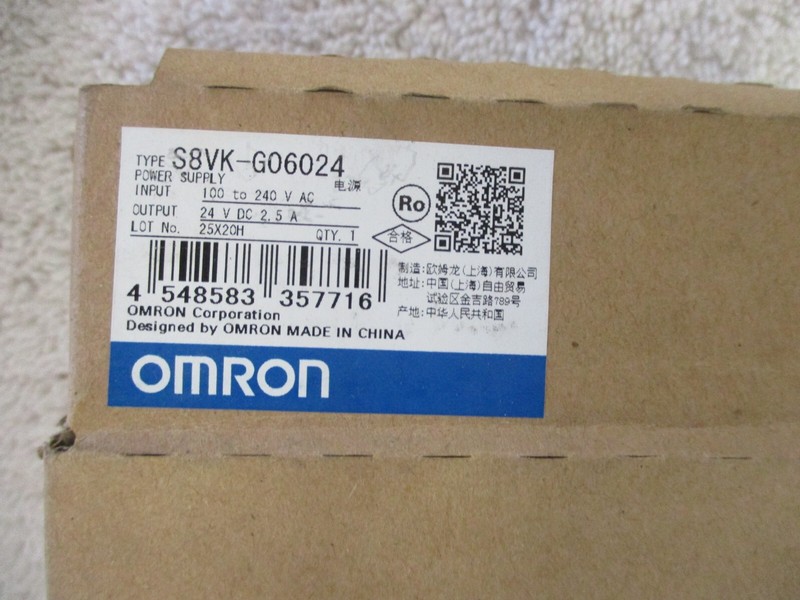 TYPE S8VK-G06024
POWER SUPPLY 电源
INPUT 100 to 240 V AC
OUTPUT 24 V DC 2.5 A
LOT No. 25X20H QTY. 1
Ro
合格
4 548583 357716
OMRON Corporation
Designed by OMRON MADE IN CHINA
制造:欧姆龙(上海)有限公司
地址:中国(上海)自由贸易
试验区金吉路789号
产地:中华人民共和国
OMRON